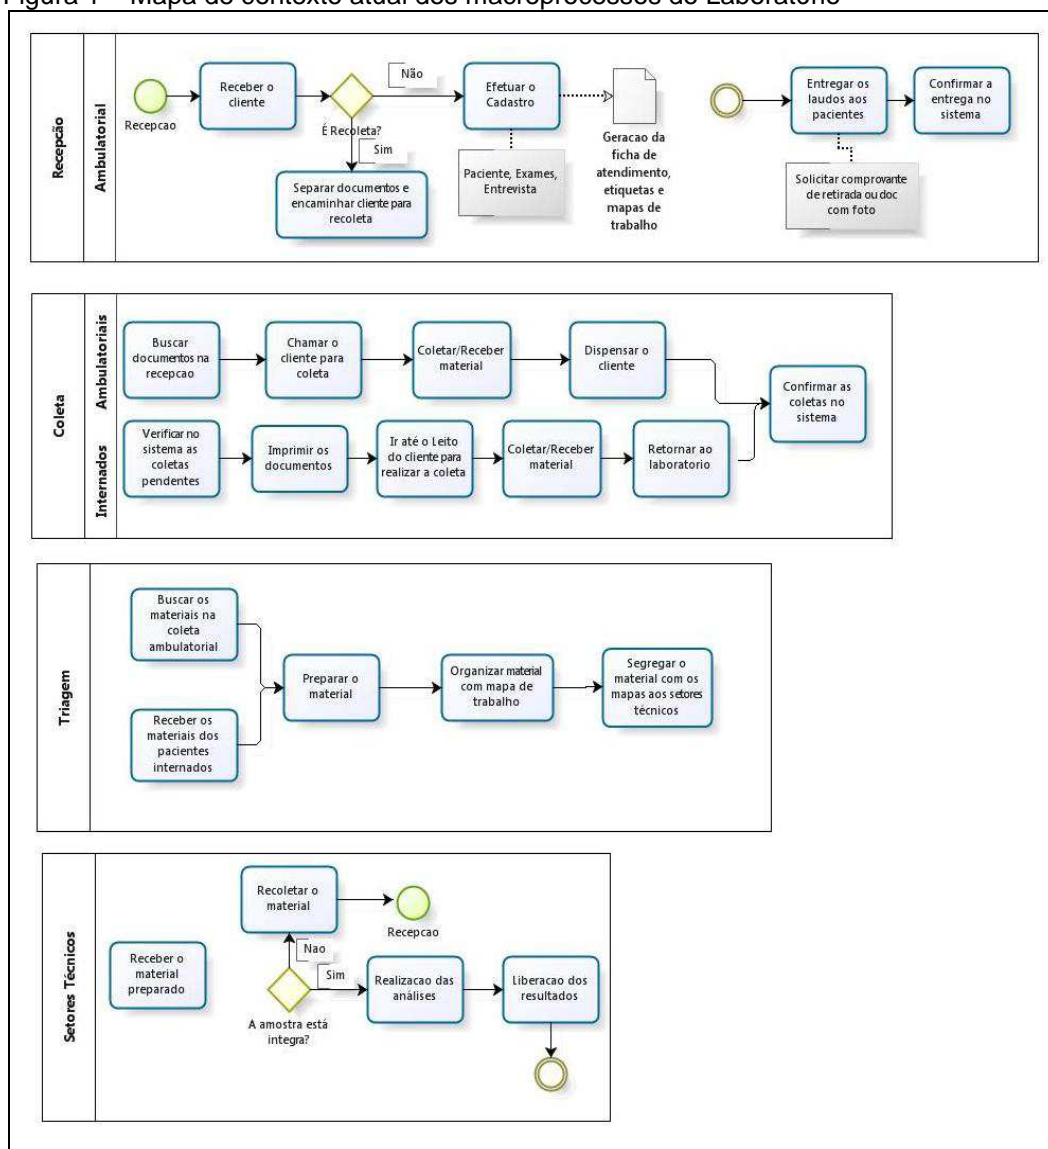 Figura 1 – Mapa de contexto atual dos macroprocessos do Laboratório
Recepção
Ambulatorial
Recepcao
Receber o
cliente
É Recoleta?
Não
Sim
Separar documentos e
encaminhar cliente para
recoleta
Efetuar o
Cadastro
Paciente, Exames,
Entrevista
Geracao da
ficha de
atendimento,
etiquetas e
mapas de
trabalho
Entregar os
laudos aos
pacientes
Solicitar comprovante
de retirada ou doc
com foto
Confirmar a
entrega no
sistema
Coleta
Ambulatoriais
Buscar
documentos na
recepcao
Chamar o
cliente para
coleta
Coletar/Receber
material
Dispensar o
cliente
Confirmar as
coletas no
sistema
Internados
Verificar no
sistema as
coletas
pendentes
Imprimir os
documentos
Ir até o Leito
do cliente para
realizar a coleta
Coletar/Receber
material
Retornar ao
laboratorio
Triagem
Buscar os
materiais na
coleta
ambulatorial
Receber os
materiais dos
pacientes
internados
Preparar o
material
Organizar material
com mapa de
trabalho
Segregar o
material com os
mapas aos setores
técnicos
Setores Técnicos
Receber o
material
preparado
Recoletar o
material
Recepcao
Nao
Sim
A amostra está
integra?
Realizacao das
análises
Liberacao dos
resultados